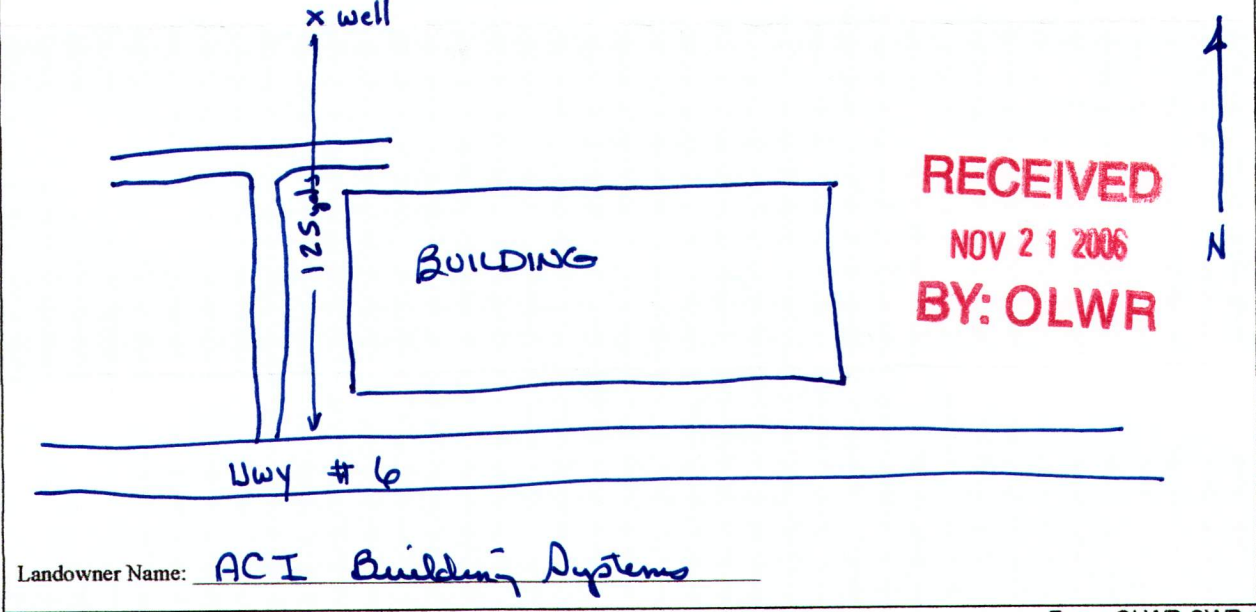 x well
125 yds
BUILDING
RECEIVED
NOV 21 2006
BY: OLWR
N
Hwy # 6
Landowner Name: ACI Building Systems